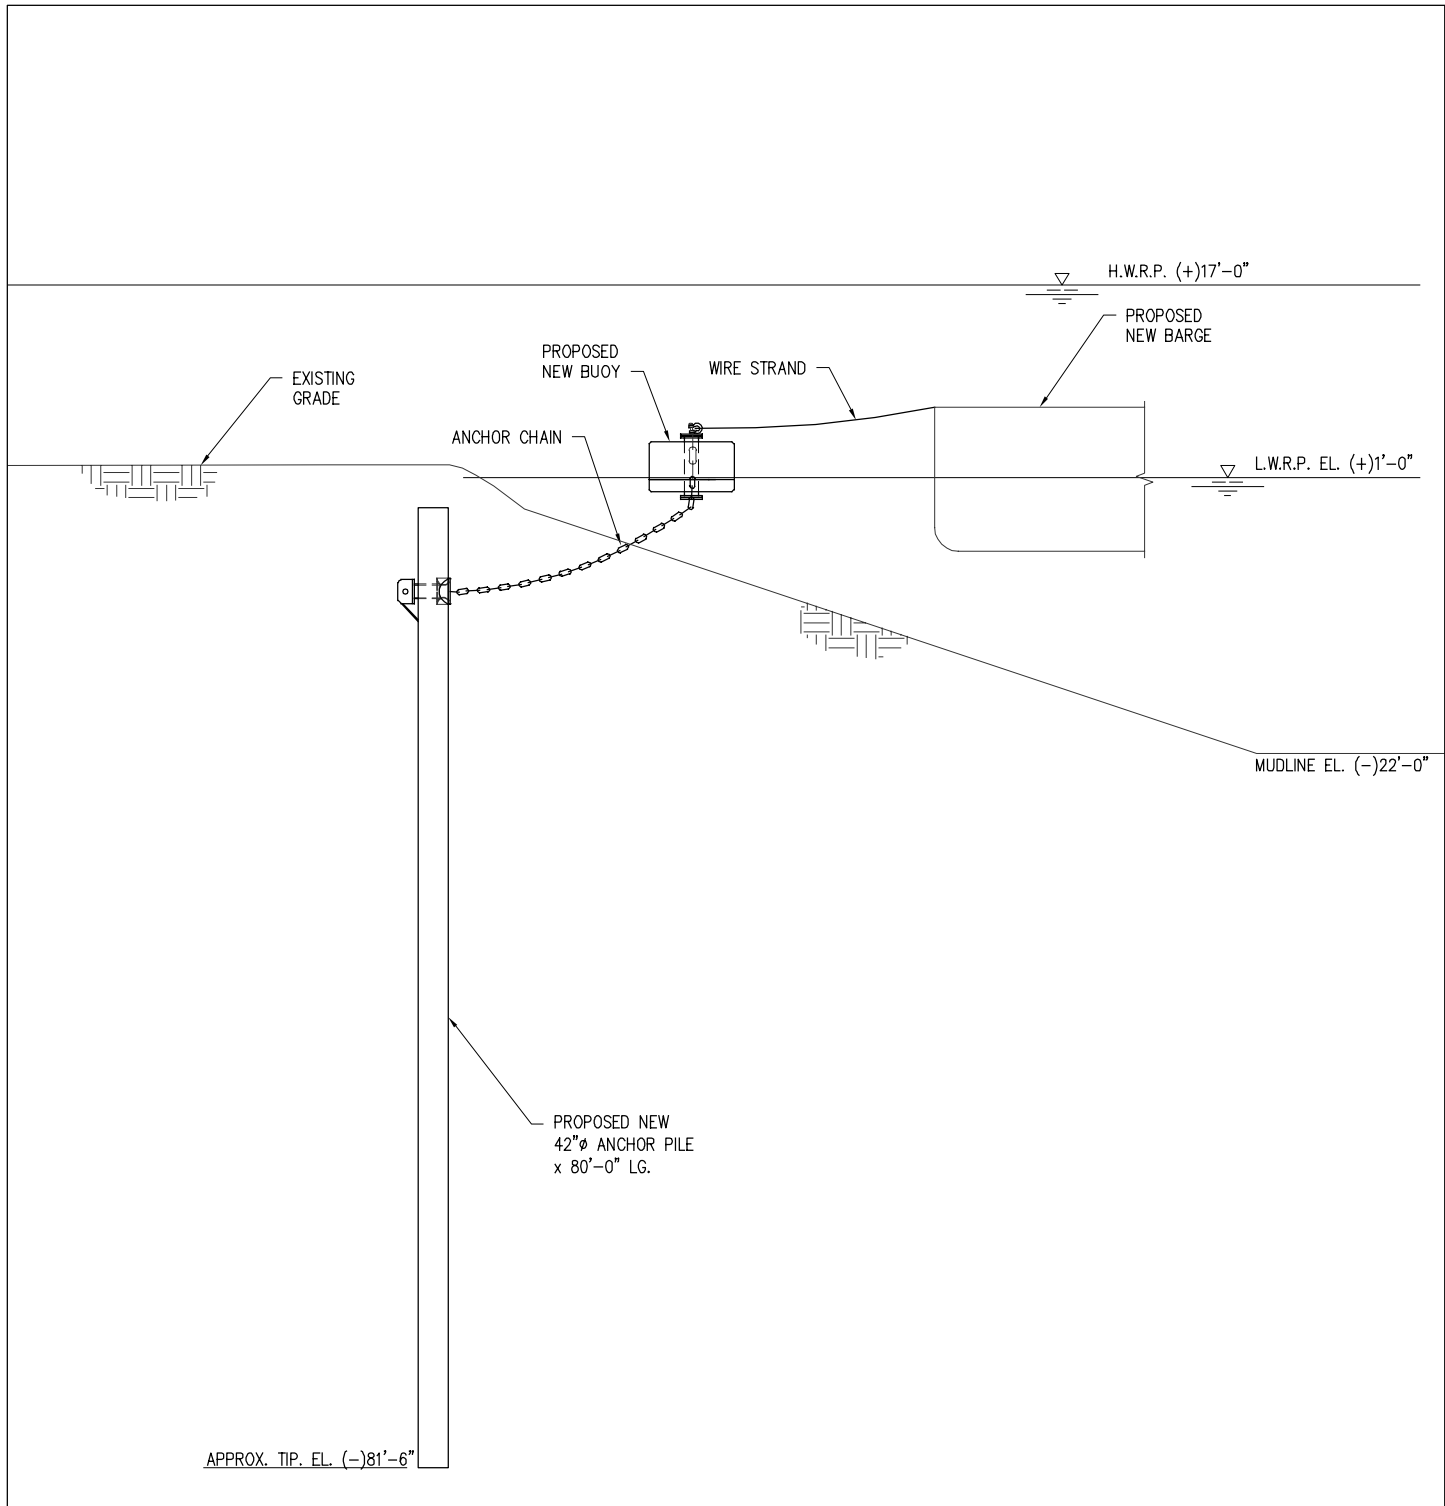 H.W.R.P. (+)17'-0"
PROPOSED
NEW BARGE
PROPOSED
NEW BUOY
WIRE STRAND
EXISTING
GRADE
ANCHOR CHAIN
L.W.R.P. EL. (+)1'-0"
MUDLINE EL. (-)22'-0"
PROPOSED NEW
42"ø ANCHOR PILE
x 80'-0" LG.
APPROX. TIP. EL. (-)81'-6"